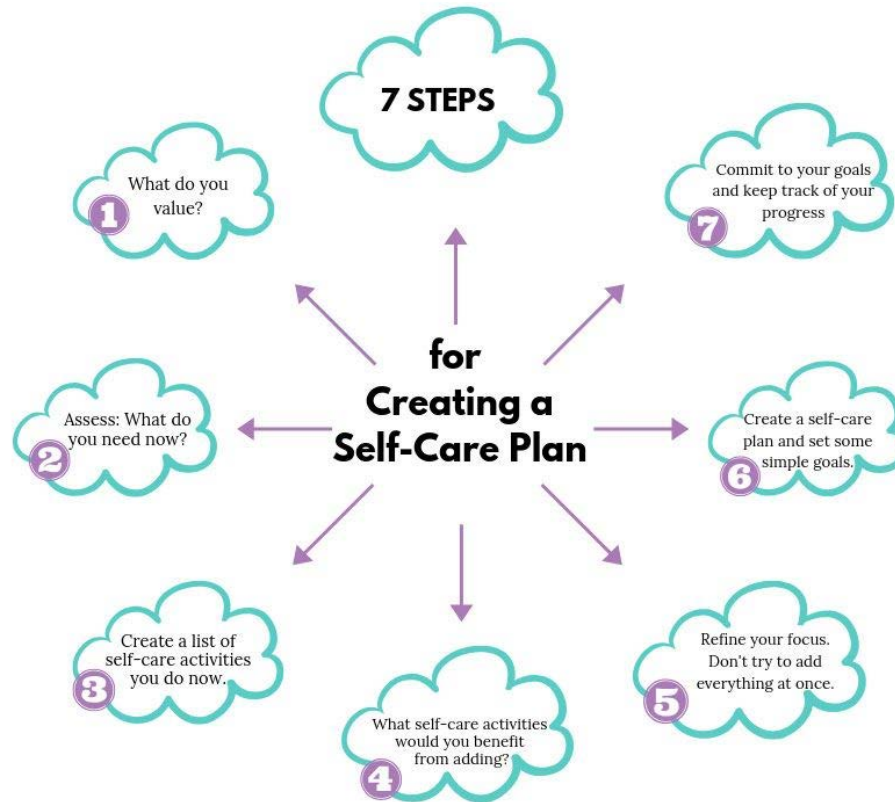 7 STEPS
for
Creating a
Self-Care Plan
1
What do you
value?
2
Assess: What do
you need now?
3
Create a list of
self-care activities
you do now.
4
What self-care activities
would you benefit
from adding?
5
Refine your focus.
Don't try to add
everything at once.
6
Create a self-care
plan and set some
simple goals.
7
Commit to your goals
and keep track of your
progress